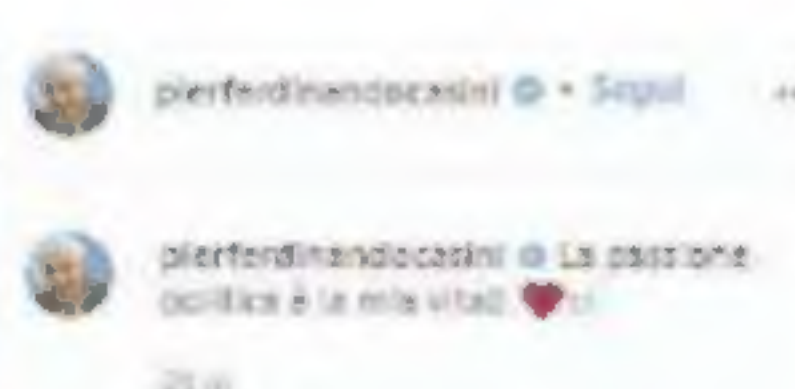 pierferdinandocasini • Segui
pierferdinandocasini La passione
politica è la mia vita!